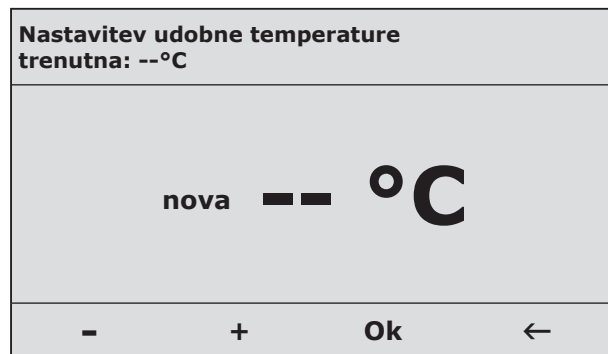 Nastavitev udobne temperature
trenutna: --°C
nova -- °C
- + Ok ←